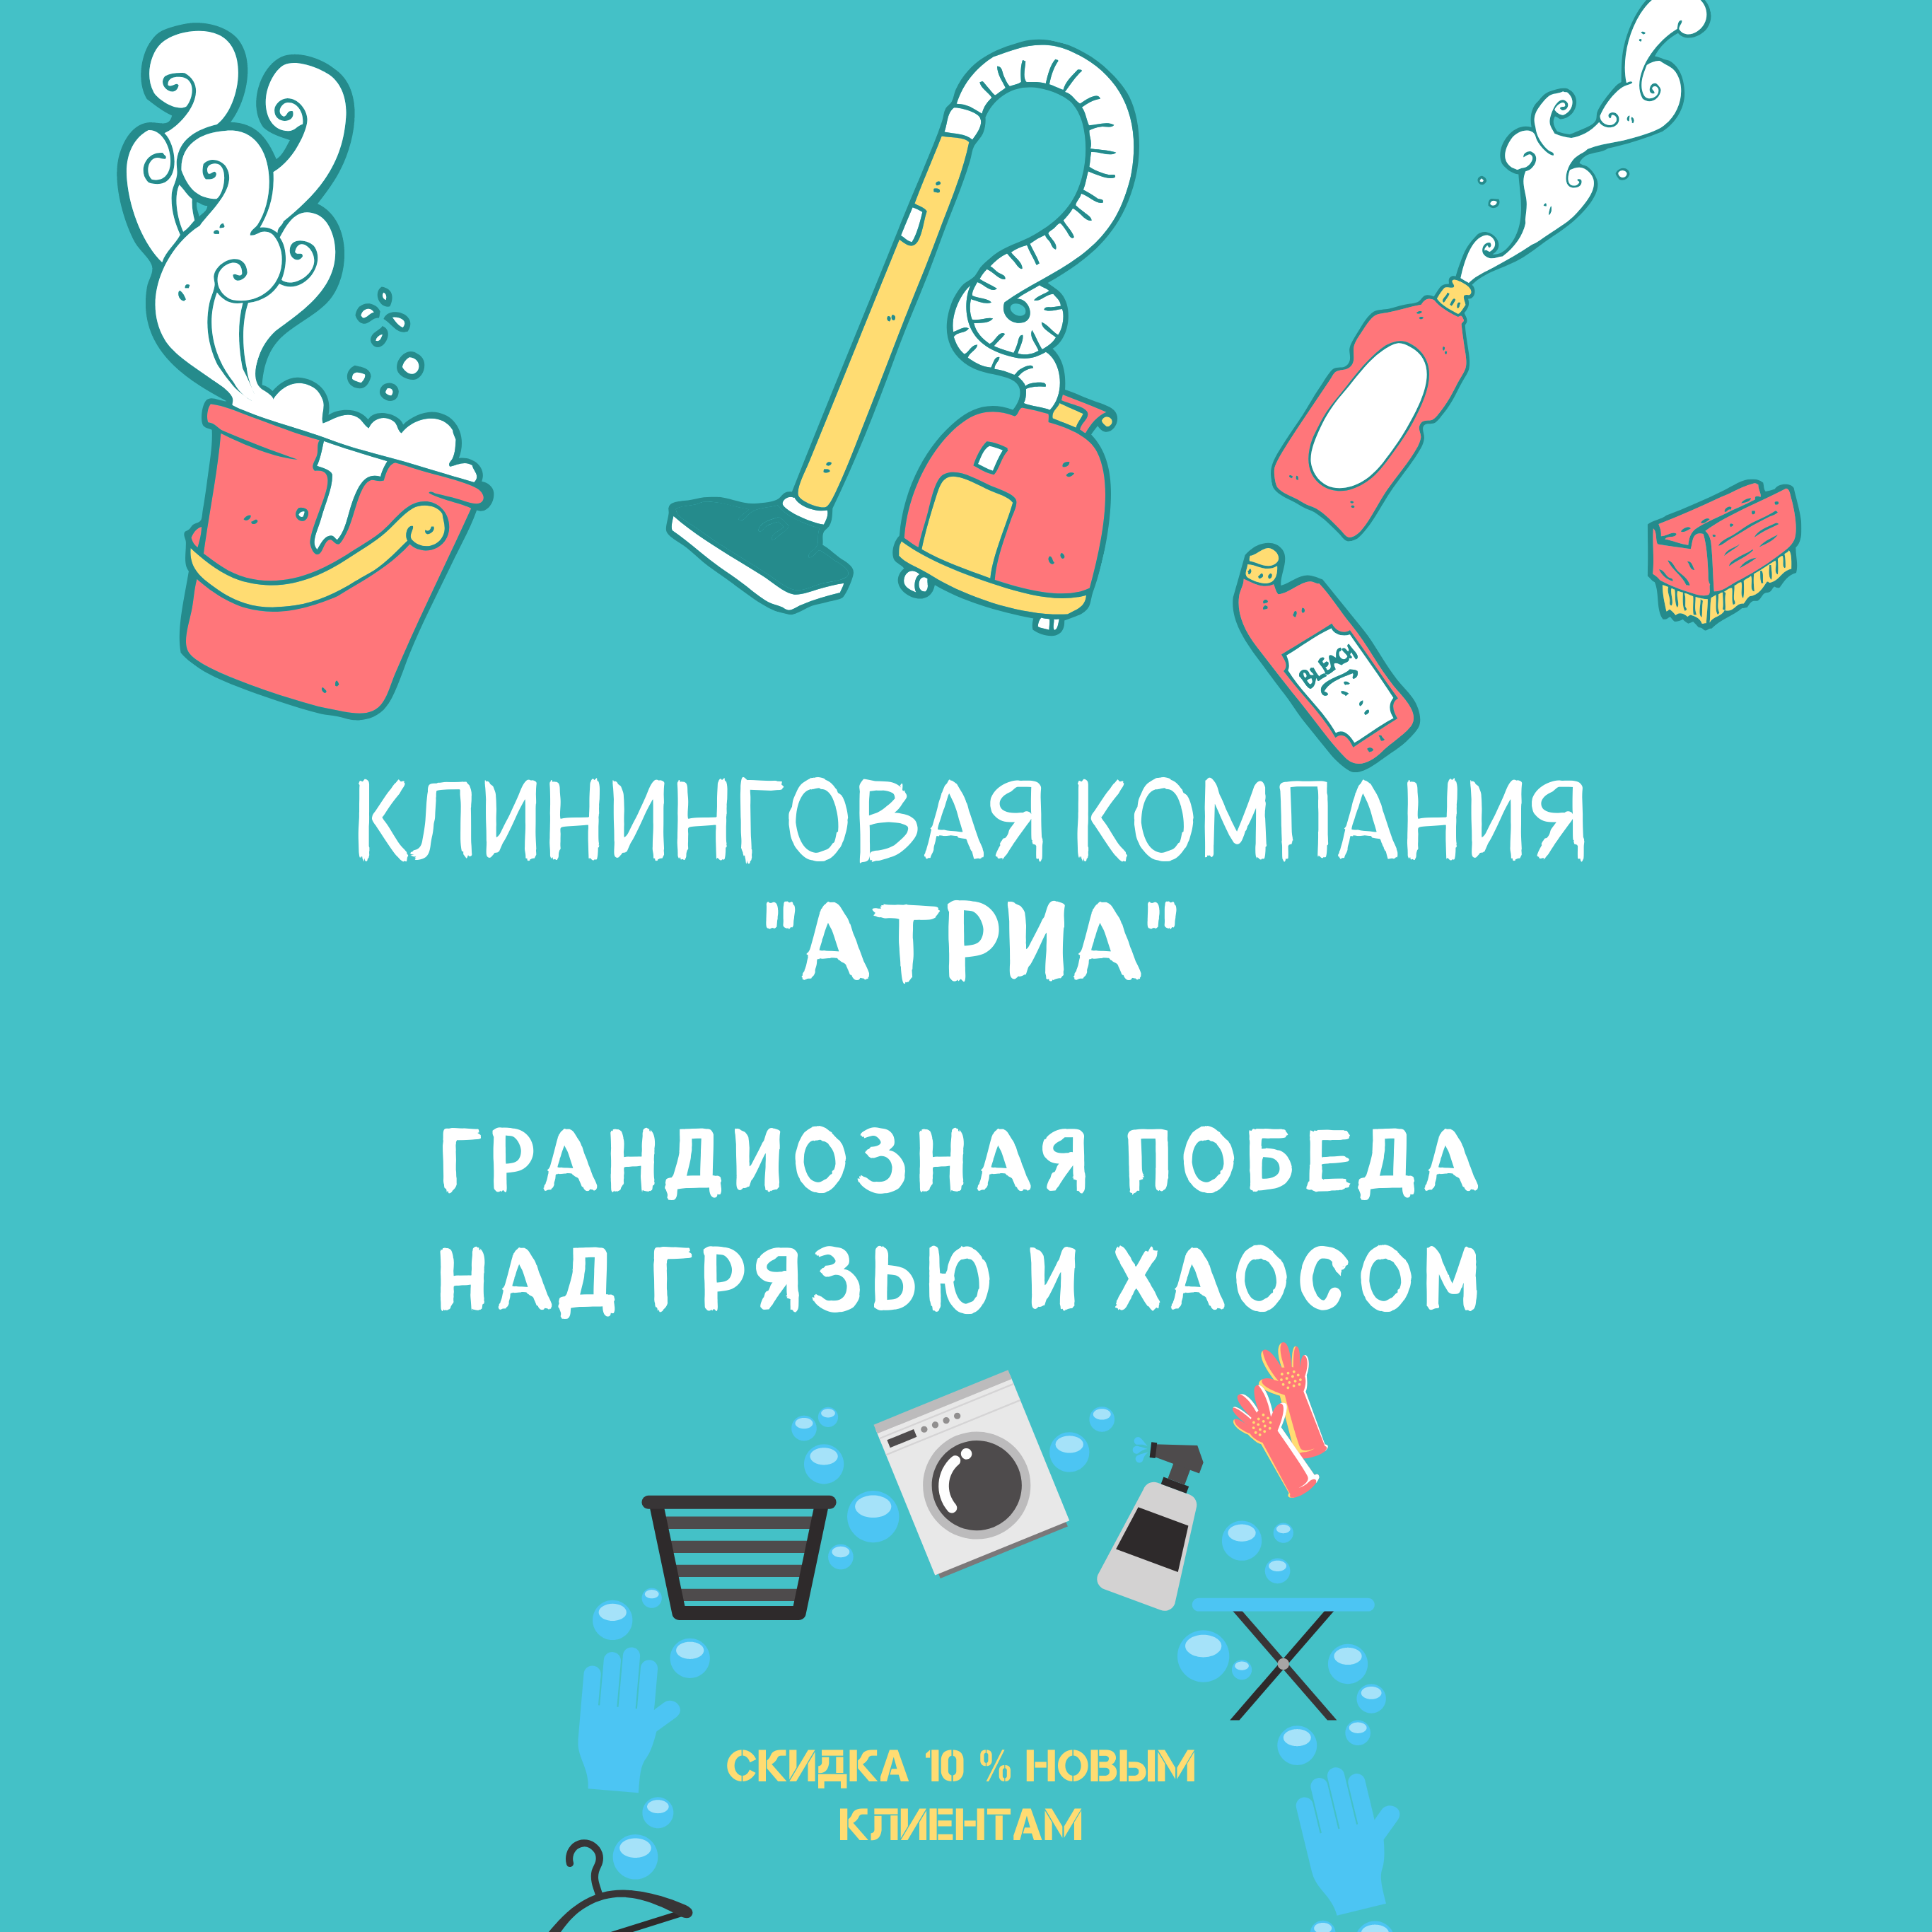 BLEACH
КЛИНИНГОВАЯ КОМПАНИЯ
"АТРИА"
ГРАНДИОЗНАЯ ПОБЕДА
НАД ГРЯЗЬЮ И ХАОСОМ
СКИДКА 10 % НОВЫМ
КЛИЕНТАМ